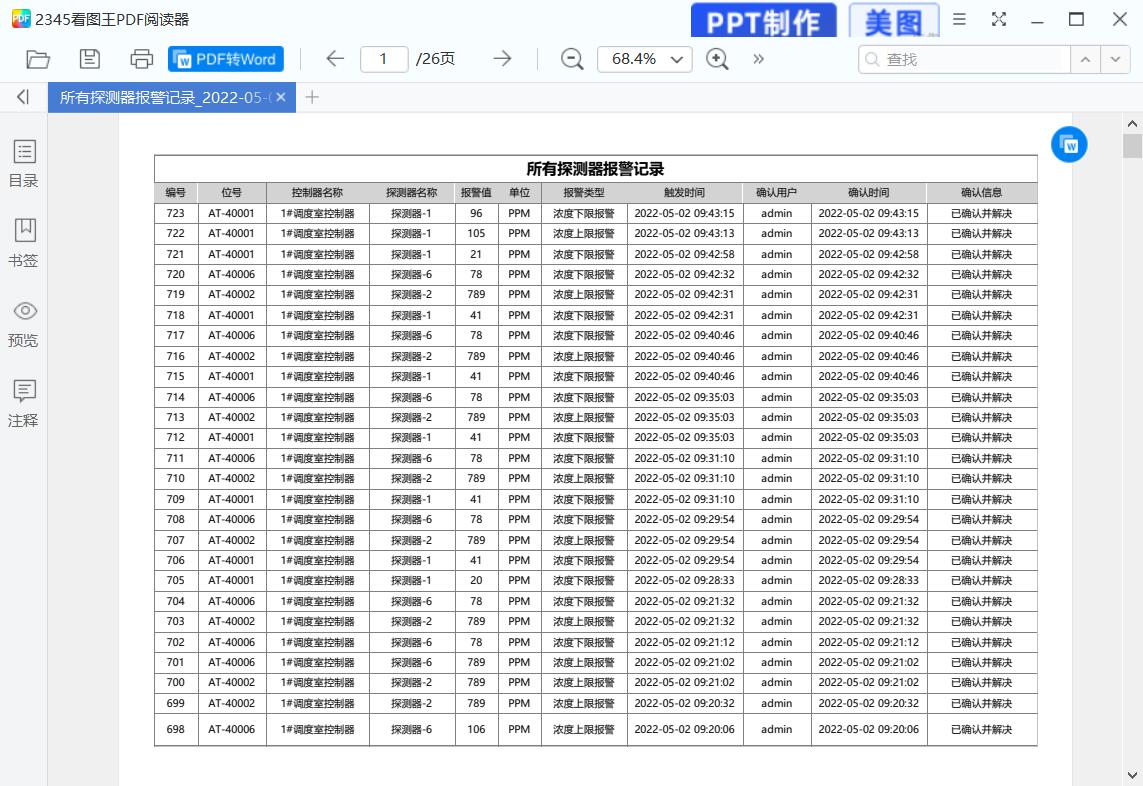 2345看图王PDF阅读器
PPT制作
美图
PDF转Word
1 /26页
68.4%
查找
所有探测器报警记录_2022-05-
目录
书签
预览
注释
所有探测器报警记录
编号 位号 控制器名称 探测器名称 报警值 单位 报警类型 触发时间 确认用户 确认时间 确认信息
723 AT-40001 1#调度室控制器 探测器-1 96 PPM 浓度下限报警 2022-05-02 09:43:15 admin 2022-05-02 09:43:15 已确认并解决
722 AT-40001 1#调度室控制器 探测器-1 105 PPM 浓度上限报警 2022-05-02 09:43:13 admin 2022-05-02 09:43:13 已确认并解决
721 AT-40001 1#调度室控制器 探测器-1 21 PPM 浓度下限报警 2022-05-02 09:42:58 admin 2022-05-02 09:42:58 已确认并解决
720 AT-40006 1#调度室控制器 探测器-6 78 PPM 浓度下限报警 2022-05-02 09:42:32 admin 2022-05-02 09:42:32 已确认并解决
719 AT-40002 1#调度室控制器 探测器-2 789 PPM 浓度上限报警 2022-05-02 09:42:31 admin 2022-05-02 09:42:31 已确认并解决
718 AT-40001 1#调度室控制器 探测器-1 41 PPM 浓度下限报警 2022-05-02 09:42:31 admin 2022-05-02 09:42:31 已确认并解决
717 AT-40006 1#调度室控制器 探测器-6 78 PPM 浓度下限报警 2022-05-02 09:40:46 admin 2022-05-02 09:40:46 已确认并解决
716 AT-40002 1#调度室控制器 探测器-2 789 PPM 浓度上限报警 2022-05-02 09:40:46 admin 2022-05-02 09:40:46 已确认并解决
715 AT-40001 1#调度室控制器 探测器-1 41 PPM 浓度下限报警 2022-05-02 09:40:46 admin 2022-05-02 09:40:46 已确认并解决
714 AT-40006 1#调度室控制器 探测器-6 78 PPM 浓度下限报警 2022-05-02 09:35:03 admin 2022-05-02 09:35:03 已确认并解决
713 AT-40002 1#调度室控制器 探测器-2 789 PPM 浓度上限报警 2022-05-02 09:35:03 admin 2022-05-02 09:35:03 已确认并解决
712 AT-40001 1#调度室控制器 探测器-1 41 PPM 浓度下限报警 2022-05-02 09:35:03 admin 2022-05-02 09:35:03 已确认并解决
711 AT-40006 1#调度室控制器 探测器-6 78 PPM 浓度下限报警 2022-05-02 09:31:10 admin 2022-05-02 09:31:10 已确认并解决
710 AT-40002 1#调度室控制器 探测器-2 789 PPM 浓度上限报警 2022-05-02 09:31:10 admin 2022-05-02 09:31:10 已确认并解决
709 AT-40001 1#调度室控制器 探测器-1 41 PPM 浓度下限报警 2022-05-02 09:31:10 admin 2022-05-02 09:31:10 已确认并解决
708 AT-40006 1#调度室控制器 探测器-6 78 PPM 浓度下限报警 2022-05-02 09:29:54 admin 2022-05-02 09:29:54 已确认并解决
707 AT-40002 1#调度室控制器 探测器-2 789 PPM 浓度上限报警 2022-05-02 09:29:54 admin 2022-05-02 09:29:54 已确认并解决
706 AT-40001 1#调度室控制器 探测器-1 41 PPM 浓度下限报警 2022-05-02 09:29:54 admin 2022-05-02 09:29:54 已确认并解决
705 AT-40001 1#调度室控制器 探测器-1 20 PPM 浓度下限报警 2022-05-02 09:28:33 admin 2022-05-02 09:28:33 已确认并解决
704 AT-40006 1#调度室控制器 探测器-6 78 PPM 浓度下限报警 2022-05-02 09:21:32 admin 2022-05-02 09:21:32 已确认并解决
703 AT-40002 1#调度室控制器 探测器-2 789 PPM 浓度上限报警 2022-05-02 09:21:32 admin 2022-05-02 09:21:32 已确认并解决
702 AT-40006 1#调度室控制器 探测器-6 78 PPM 浓度下限报警 2022-05-02 09:21:12 admin 2022-05-02 09:21:12 已确认并解决
701 AT-40006 1#调度室控制器 探测器-6 789 PPM 浓度上限报警 2022-05-02 09:21:02 admin 2022-05-02 09:21:02 已确认并解决
700 AT-40002 1#调度室控制器 探测器-2 789 PPM 浓度上限报警 2022-05-02 09:21:02 admin 2022-05-02 09:21:02 已确认并解决
699 AT-40002 1#调度室控制器 探测器-2 789 PPM 浓度上限报警 2022-05-02 09:20:32 admin 2022-05-02 09:20:32 已确认并解决
698 AT-40006 1#调度室控制器 探测器-6 106 PPM 浓度上限报警 2022-05-02 09:20:06 admin 2022-05-02 09:20:06 已确认并解决